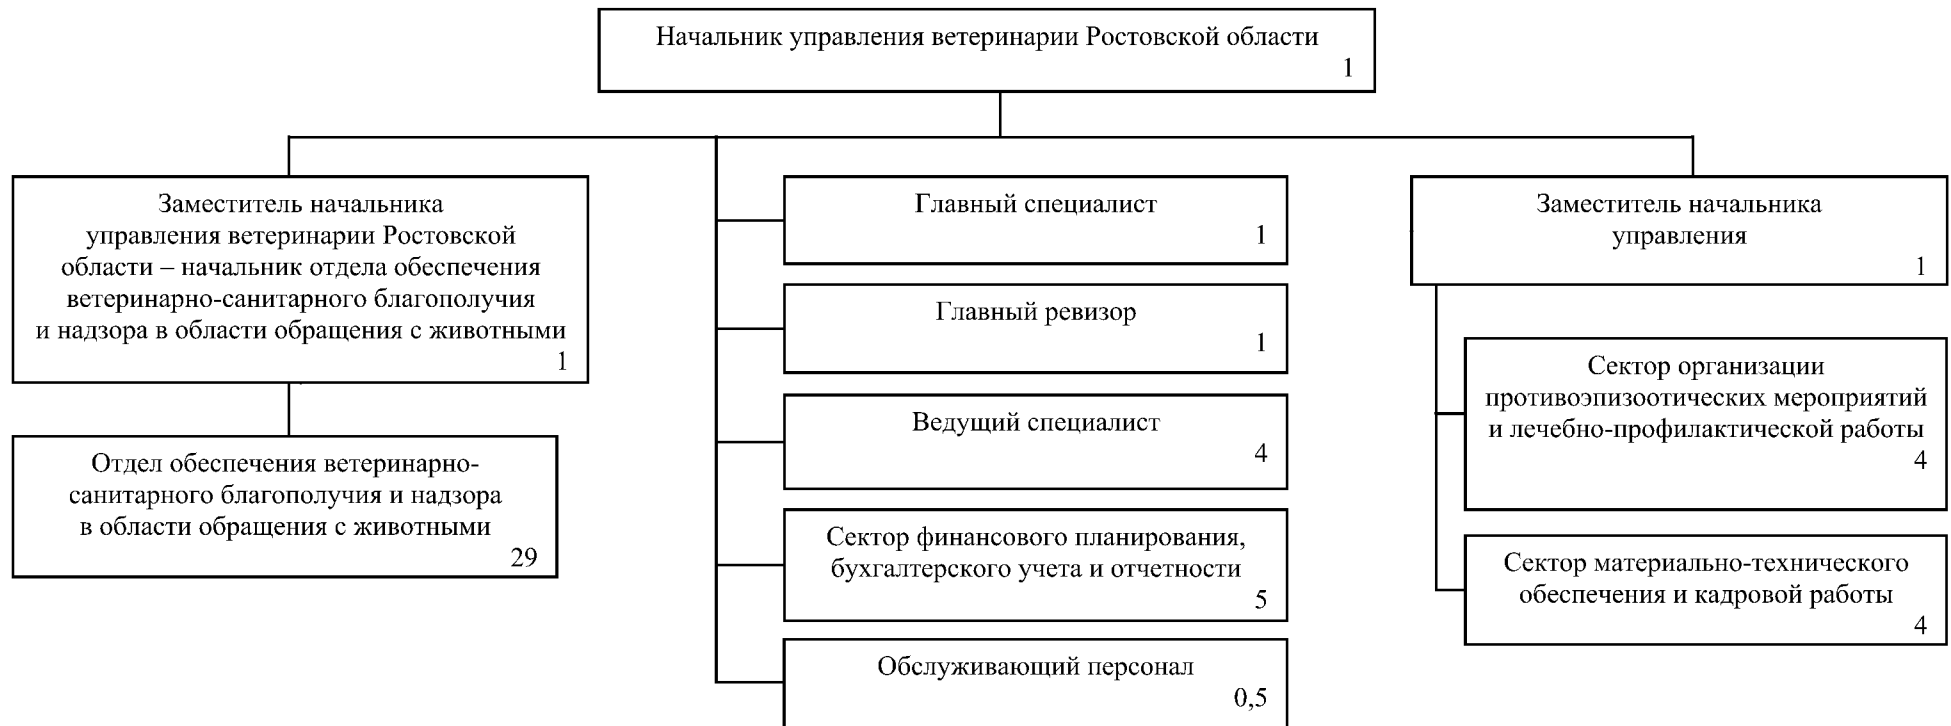 Начальник управления ветеринарии Ростовской области
1
Заместитель начальника
управления ветеринарии Ростовской
области – начальник отдела обеспечения
ветеринарно-санитарного благополучия
и надзора в области обращения с животными
1
Отдел обеспечения ветеринарно-
санитарного благополучия и надзора
в области обращения с животными
29
Главный специалист
1
Главный ревизор
1
Ведущий специалист
4
Сектор финансового планирования,
бухгалтерского учета и отчетности
5
Обслуживающий персонал
0,5
Заместитель начальника
управления
1
Сектор организации
противоэпизоотических мероприятий
и лечебно-профилактической работы
4
Сектор материально-технического
обеспечения и кадровой работы
4